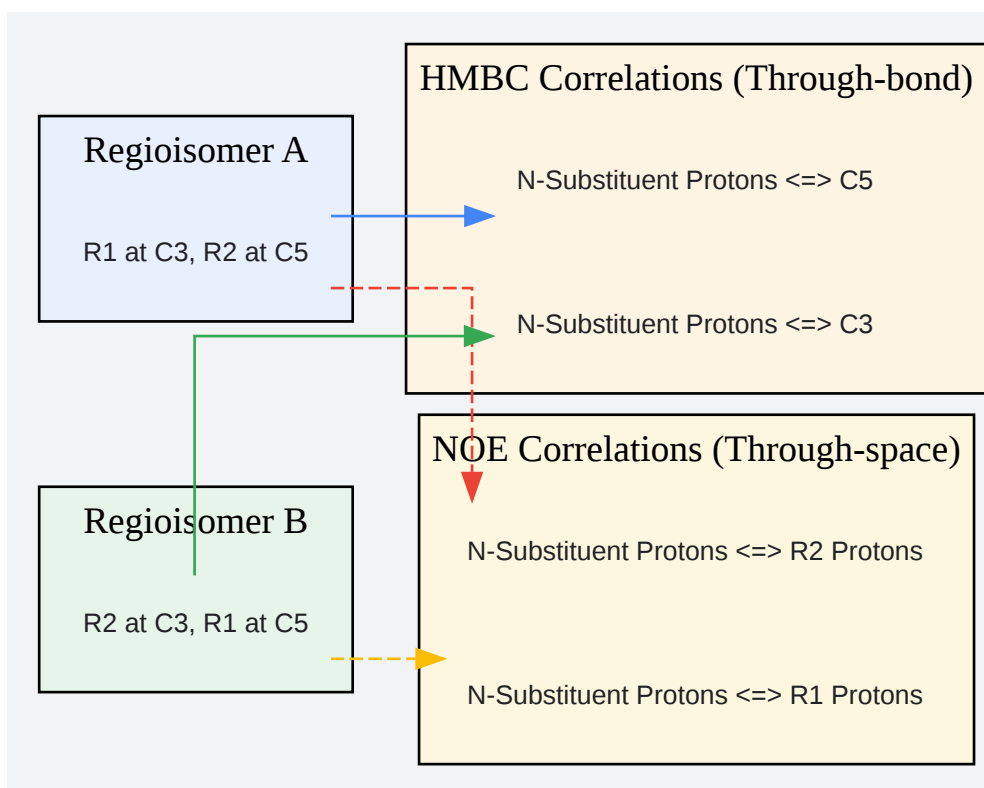 Regioisomer A
R1 at C3, R2 at C5
HMBC Correlations (Through-bond)
N-Substituent Protons <=> C5
N-Substituent Protons <=> C3
Regioisomer B
R2 at C3, R1 at C5
NOE Correlations (Through-space)
N-Substituent Protons <=> R2 Protons
N-Substituent Protons <=> R1 Protons